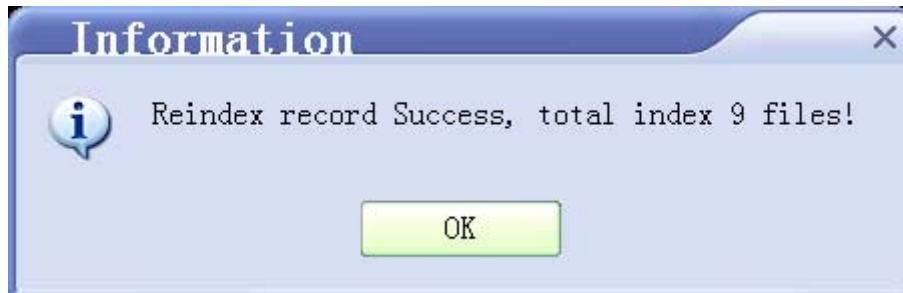 Information
Reindex record Success, total index 9 files!
OK